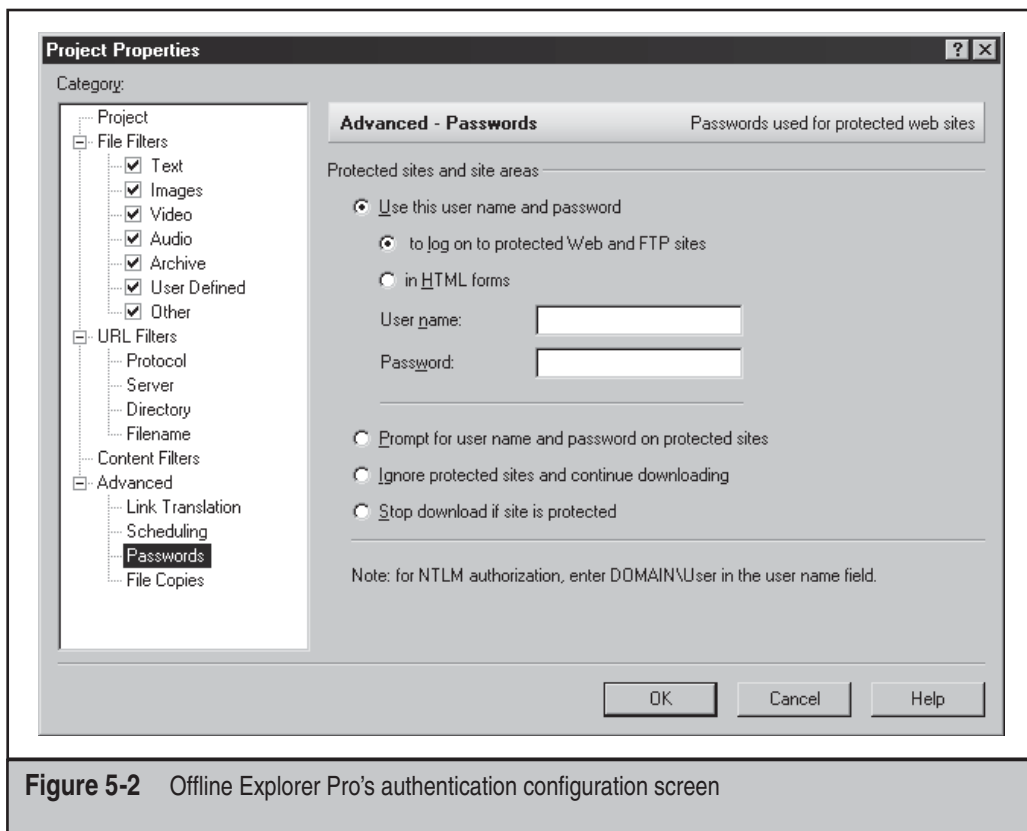 Project Properties
Category:
Project
File Filters
Text
Images
Video
Audio
Archive
User Defined
Other
URL Filters
Protocol
Server
Directory
Filename
Content Filters
Advanced
Link Translation
Scheduling
Passwords
File Copies
Advanced - Passwords Passwords used for protected web sites
Protected sites and site areas
Use this user name and password
to log on to protected Web and FTP sites
in HTML forms
User name:
Password:
Prompt for user name and password on protected sites
Ignore protected sites and continue downloading
Stop download if site is protected
Note: for NTLM authorization, enter DOMAIN\User in the user name field.
OK Cancel Help
Figure 5-2 Offline Explorer Pro's authentication configuration screen